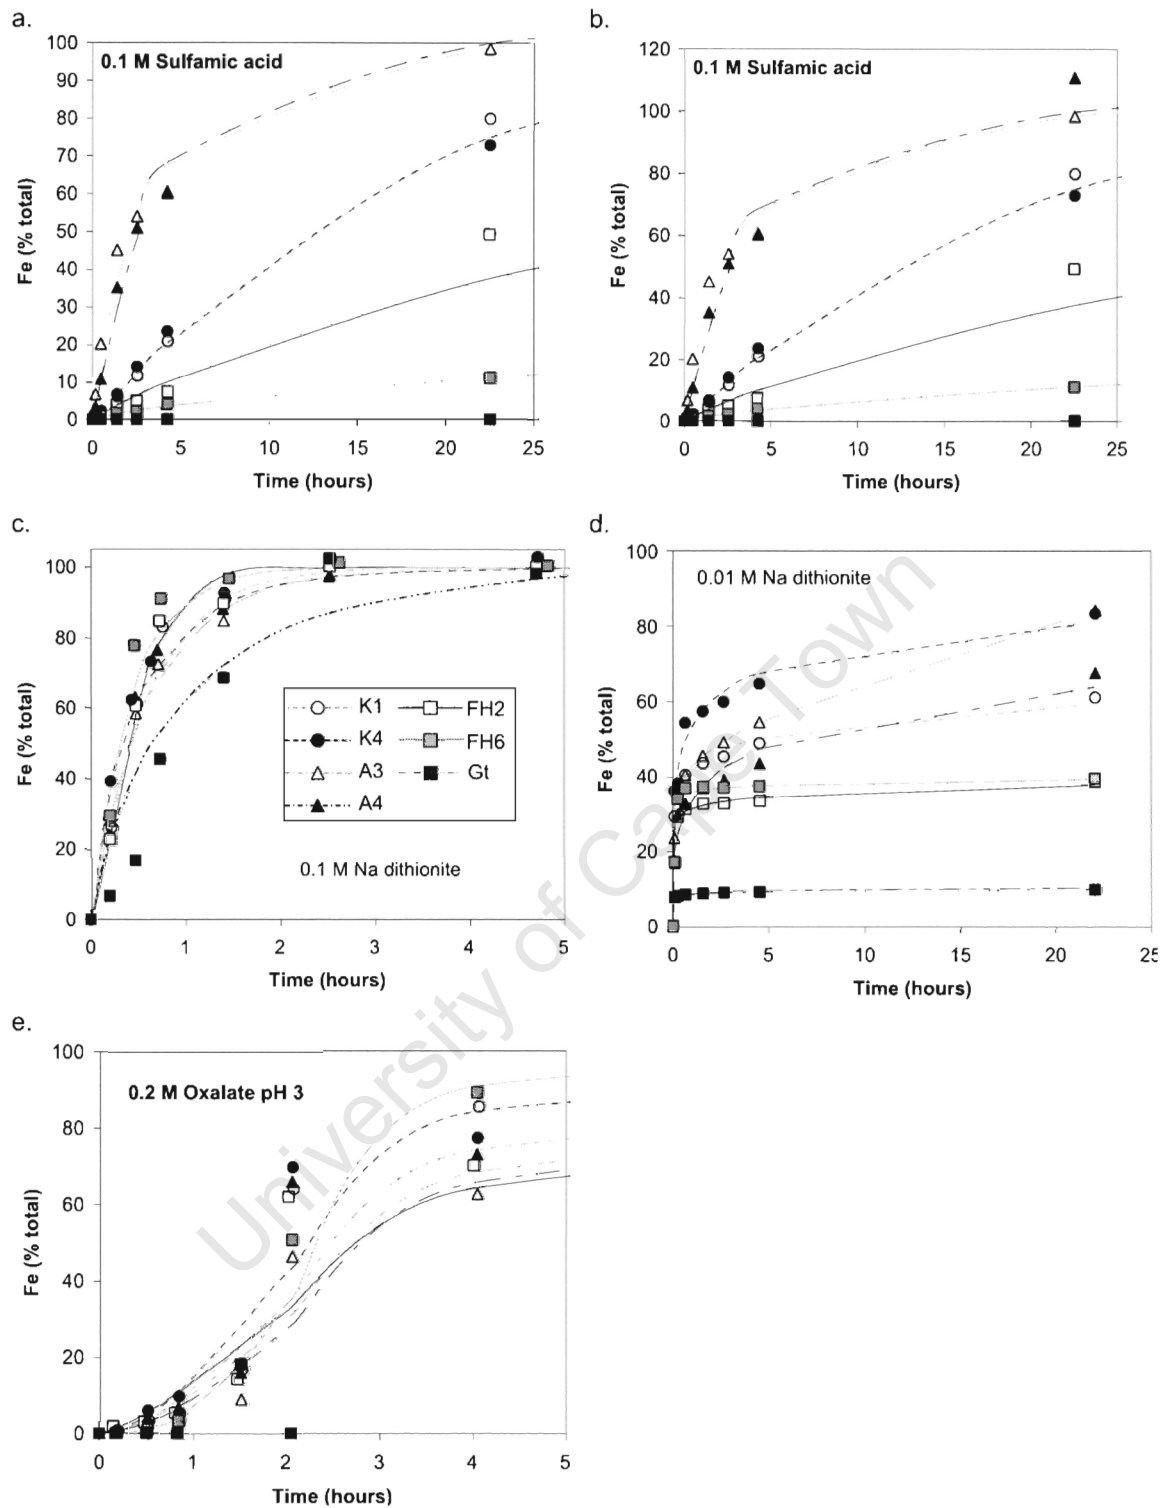 a.
0.1 M Sulfamic acid
100
90
80
70
60
50
40
30
20
10
0
Fe (% total)
0 5 10 15 20 25
Time (hours)
b.
0.1 M Sulfamic acid
120
100
80
60
40
20
0
Fe (% total)
0 5 10 15 20 25
Time (hours)
c.
100
80
60
40
20
0
Fe (% total)
K1 FH2
K4 FH6
A3 Gt
A4
0.1 M Na dithionite
0 1 2 3 4 5
Time (hours)
d.
0.01 M Na dithionite
100
80
60
40
20
0
Fe (% total)
0 5 10 15 20 25
Time (hours)
e.
0.2 M Oxalate pH 3
100
80
60
40
20
0
Fe (% total)
0 1 2 3 4 5
Time (hours)
University of Cape Town